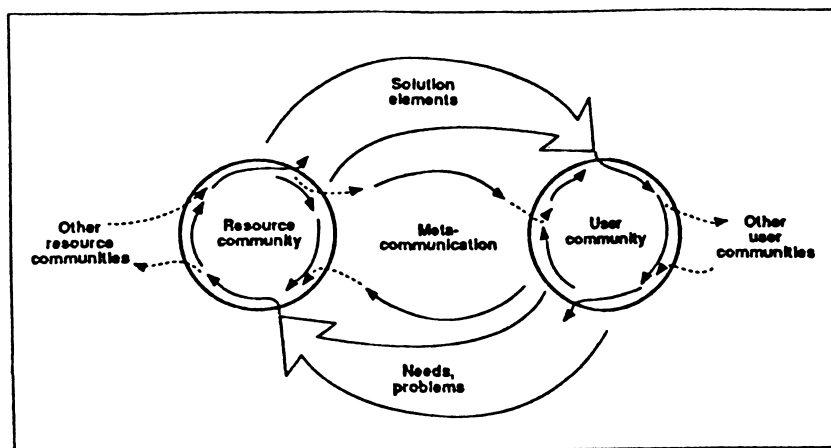 Solution
elements
Other
resource
communities
Resource
community
Meta-
communication
User
community
Other
user
communities
Needs,
problems